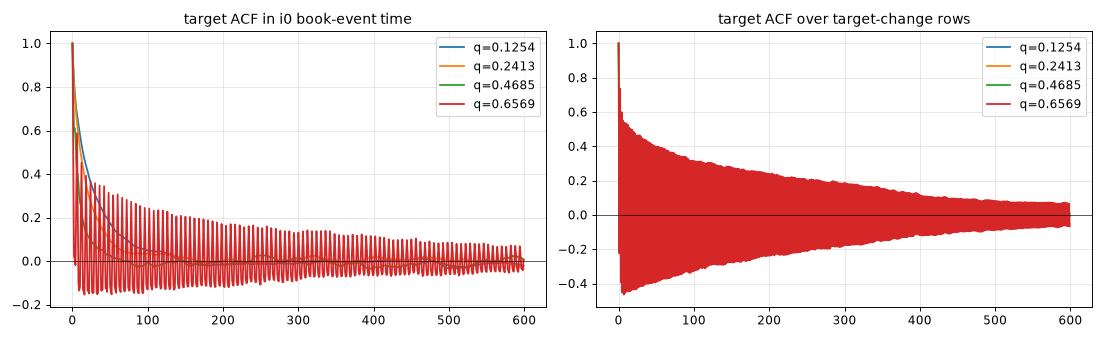 target ACF in i0 book-event time
1.0
0.8
0.6
0.4
0.2
0.0
−0.2
0
100
200
300
400
500
600
q=0.1254
q=0.2413
q=0.4685
q=0.6569
target ACF over target-change rows
1.0
0.8
0.6
0.4
0.2
0.0
−0.2
−0.4
0
100
200
300
400
500
600
q=0.1254
q=0.2413
q=0.4685
q=0.6569